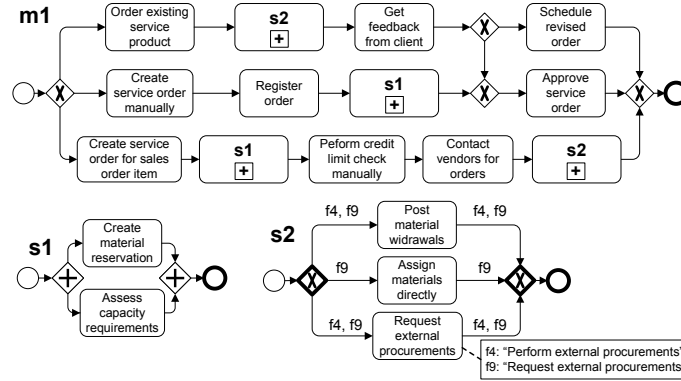 m1
Order existing
service
product
s2
Get
feedback
from client
Schedule
revised
order
Create
service order
manually
Register
order
s1
Approve
service
order
Create service
order for sales
order item
s1
Peform credit
limit check
manually
Contact
vendors for
orders
s2
s1
Create
material
reservation
Assess
capacity
requirements
s2
f4, f9
Post
material
widrawals
f4, f9
f9
Assign
materials
directly
f9
f4, f9
Request
external
procurements
f4, f9
f4: “Perform external procurements”
f9: “Request external procurements